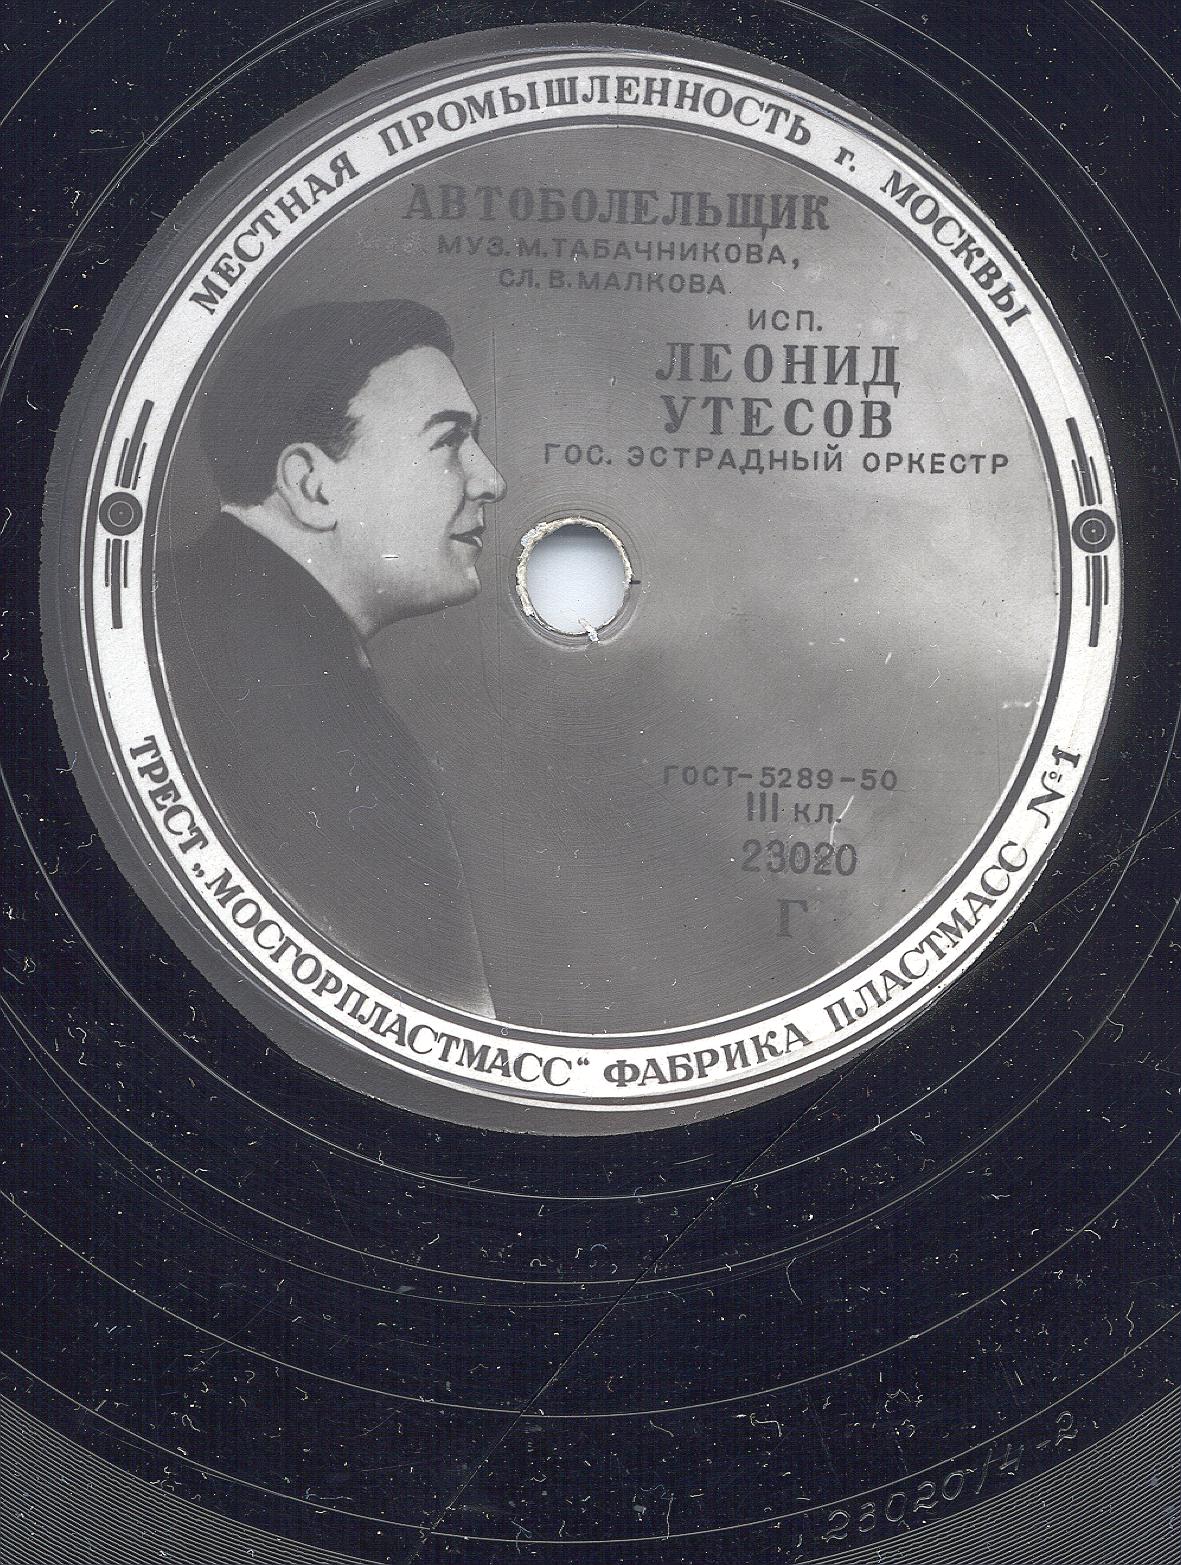 МЕСТНАЯ ПРОМЫШЛЕННОСТЬ г. МОСКВЫ
АВТОБОЛЕЛЬЩИК
МУЗ. М. ТАБАЧНИКОВА,
СЛ. В. МАЛКОВА
ИСП.
ЛЕОНИД
УТЕСОВ
ГОС. ЭСТРАДНЫЙ ОРКЕСТР
ГОСТ-5289-50
III КЛ.
23020
Г
ТРЕСТ „МОСГОРПЛАСТМАСС“ ФАБРИКА ПЛАСТМАСС №1
23020/4-2